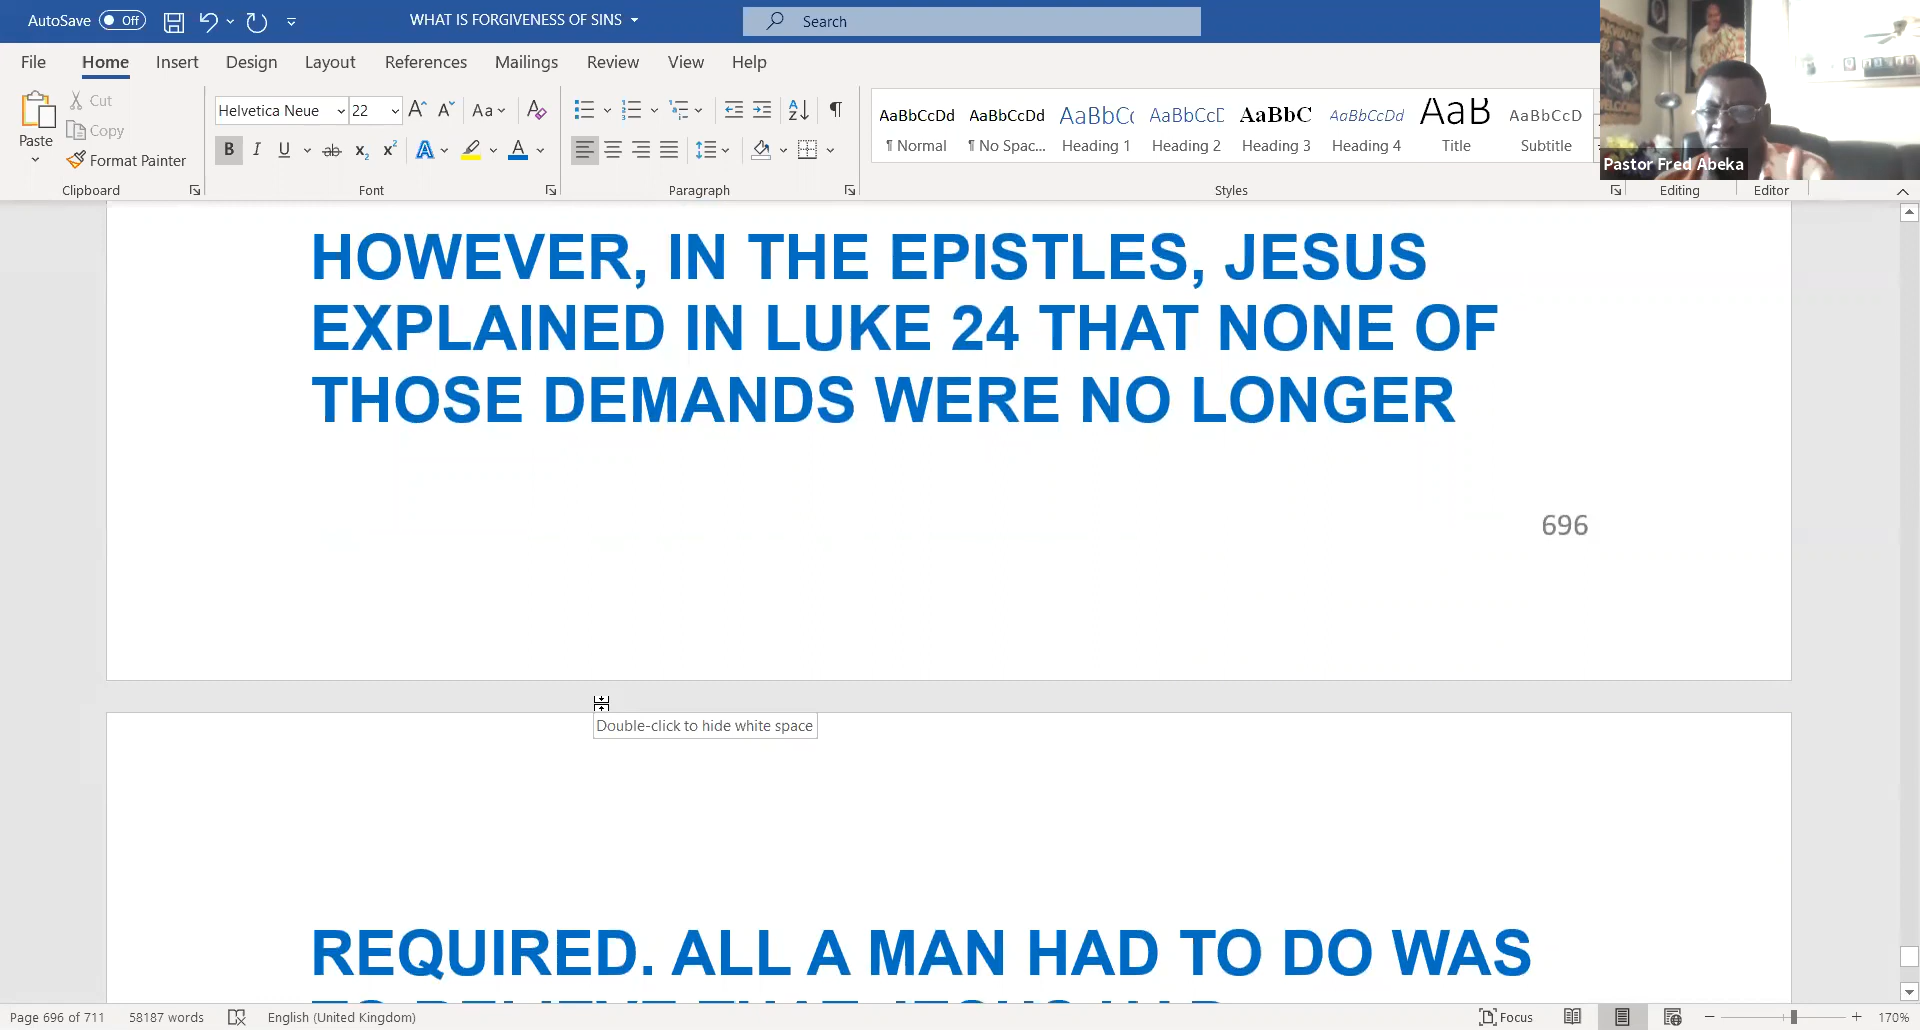 AutoSave Off WHAT IS FORGIVENESS OF SINS Search
File Home Insert Design Layout References Mailings Review View Help
Paste Cut Copy Format Painter
Helvetica Neue 22
AaBbCcDd AaBbCcDd AaBbC AaBbCcDd AaB AaBbCcD
¶ Normal ¶ No Spac... Heading 1 Heading 2 Heading 3 Heading 4 Title Subtitle
Pastor Fred Abeka
Clipboard Font Paragraph Styles Editing Editor
HOWEVER, IN THE EPISTLES, JESUS
EXPLAINED IN LUKE 24 THAT NONE OF
THOSE DEMANDS WERE NO LONGER
696
Double-click to hide white space
REQUIRED. ALL A MAN HAD TO DO WAS
Page 696 of 711 58187 words English (United Kingdom) Focus 170%